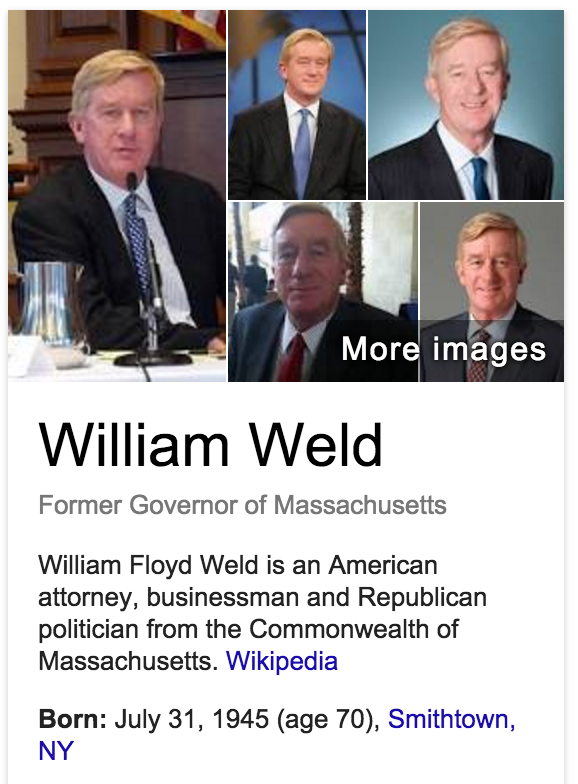 More images
William Weld
Former Governor of Massachusetts
William Floyd Weld is an American
attorney, businessman and Republican
politician from the Commonwealth of
Massachusetts. Wikipedia
Born: July 31, 1945 (age 70), Smithtown,
NY